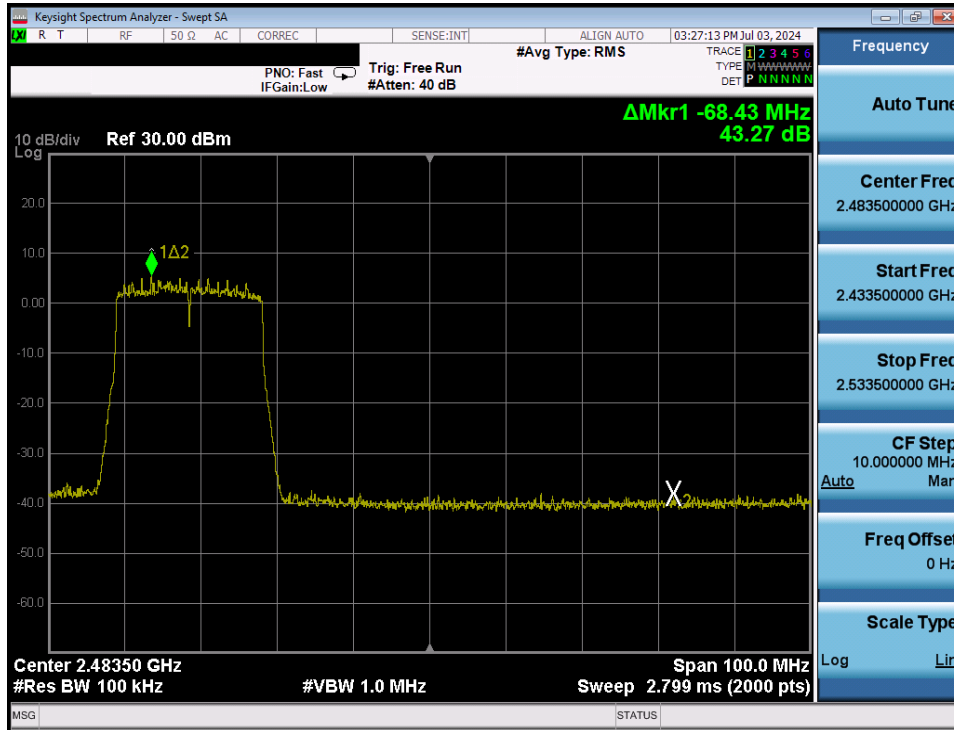 Keysight Spectrum Analyzer - Swept SA
LXI R T RF 50 Ω AC CORREC SENSE:INT ALIGN AUTO 03:27:13 PM Jul 03, 2024
PNO: Fast
IFGain:Low
Trig: Free Run
#Atten: 40 dB
#Avg Type: RMS
TRACE 1 2 3 4 5 6
TYPE M WWWWW
DET P N N N N N
ΔMkr1 -68.43 MHz
43.27 dB
10 dB/div Ref 30.00 dBm
Log
20.0
10.0
0.00
-10.0
-20.0
-30.0
-40.0
-50.0
-60.0
1Δ2
X2
Center 2.48350 GHz Span 100.0 MHz
#Res BW 100 kHz #VBW 1.0 MHz Sweep 2.799 ms (2000 pts)
MSG STATUS
Frequency
Auto Tune
Center Freq
2.483500000 GHz
Start Freq
2.433500000 GHz
Stop Freq
2.533500000 GHz
CF Step
10.000000 MHz
Auto Man
Freq Offset
0 Hz
Scale Type
Log Lin